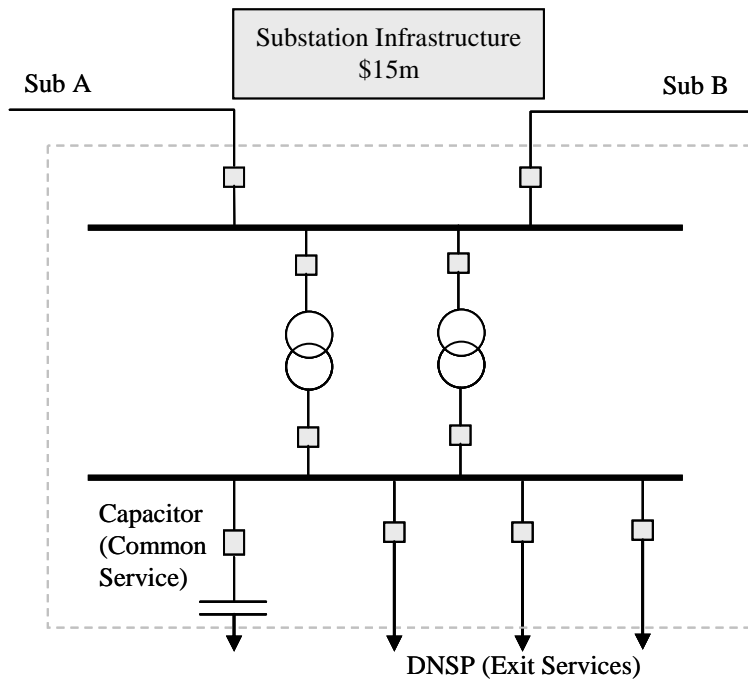 Substation Infrastructure
$15m
Sub A
Sub B
Capacitor
(Common
Service)
DNSP (Exit Services)